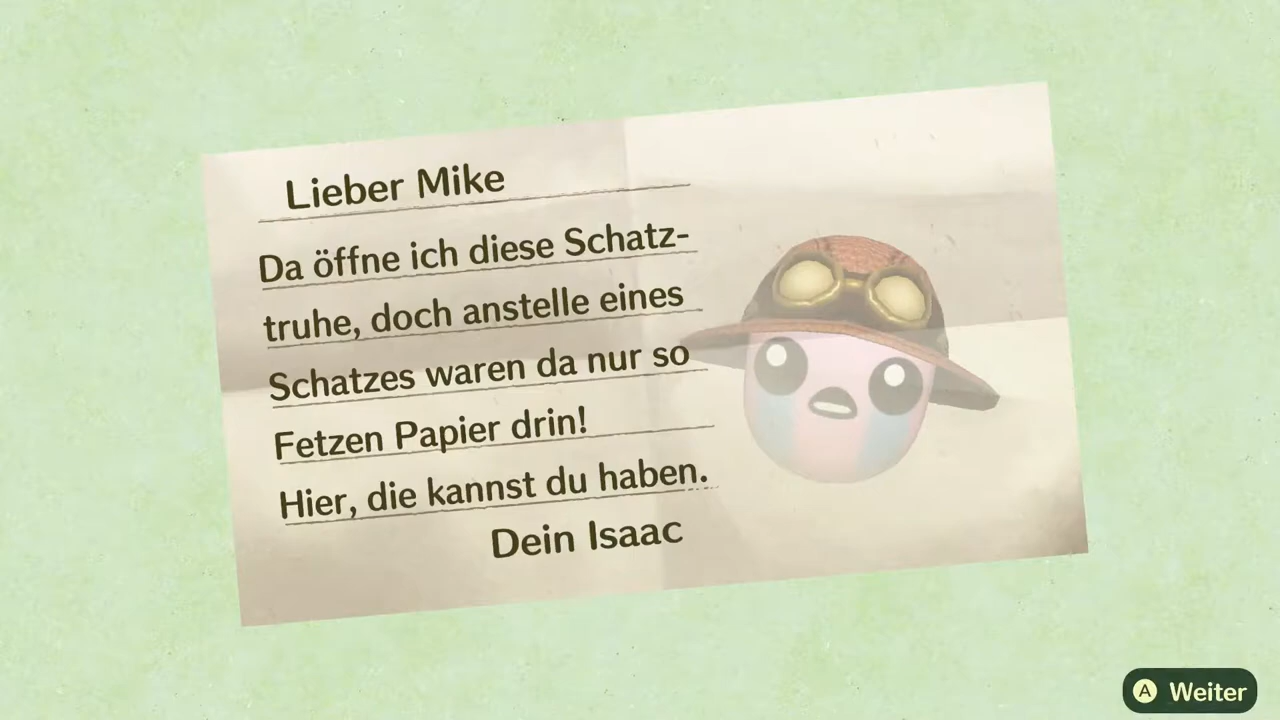 Lieber Mike
Da öffne ich diese Schatz-
truhe, doch anstelle eines
Schatzes waren da nur so
Fetzen Papier drin!
Hier, die kannst du haben.
Dein Isaac
A Weiter